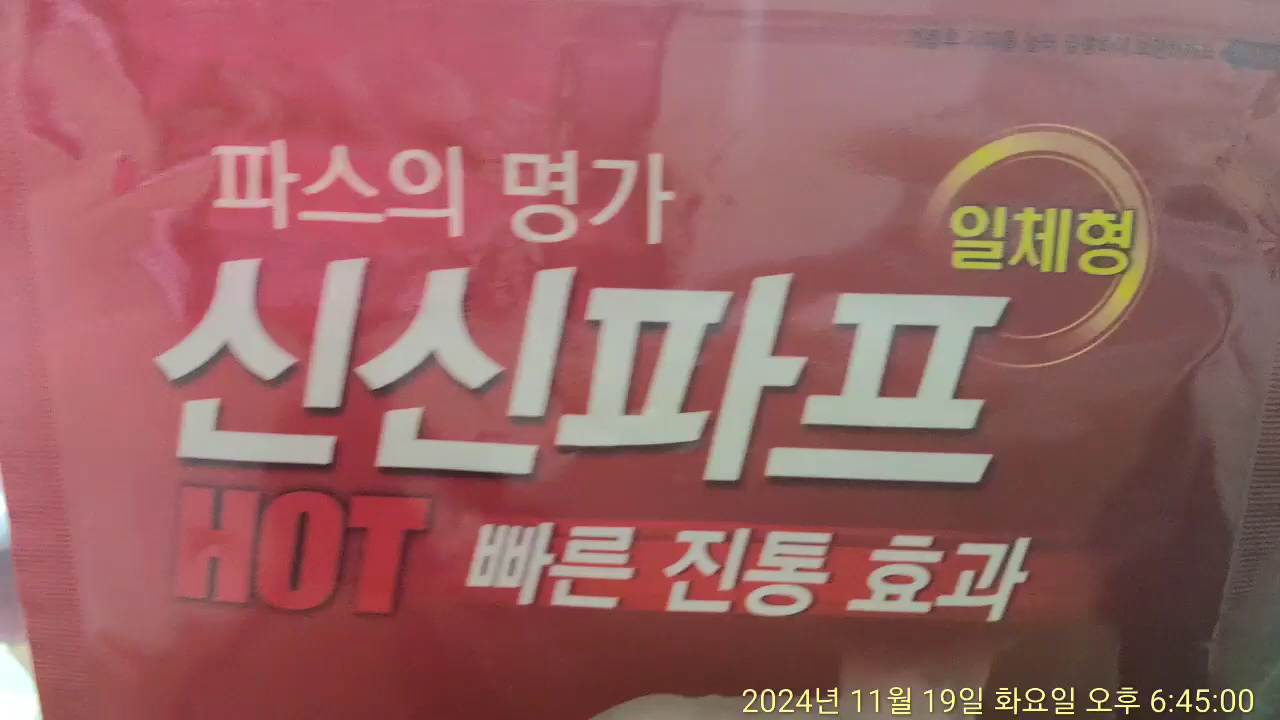 파스의 명가
일체형
신신파프
HOT 빠른 진통 효과
2024년 11월 19일 화요일 오후 6:45:00